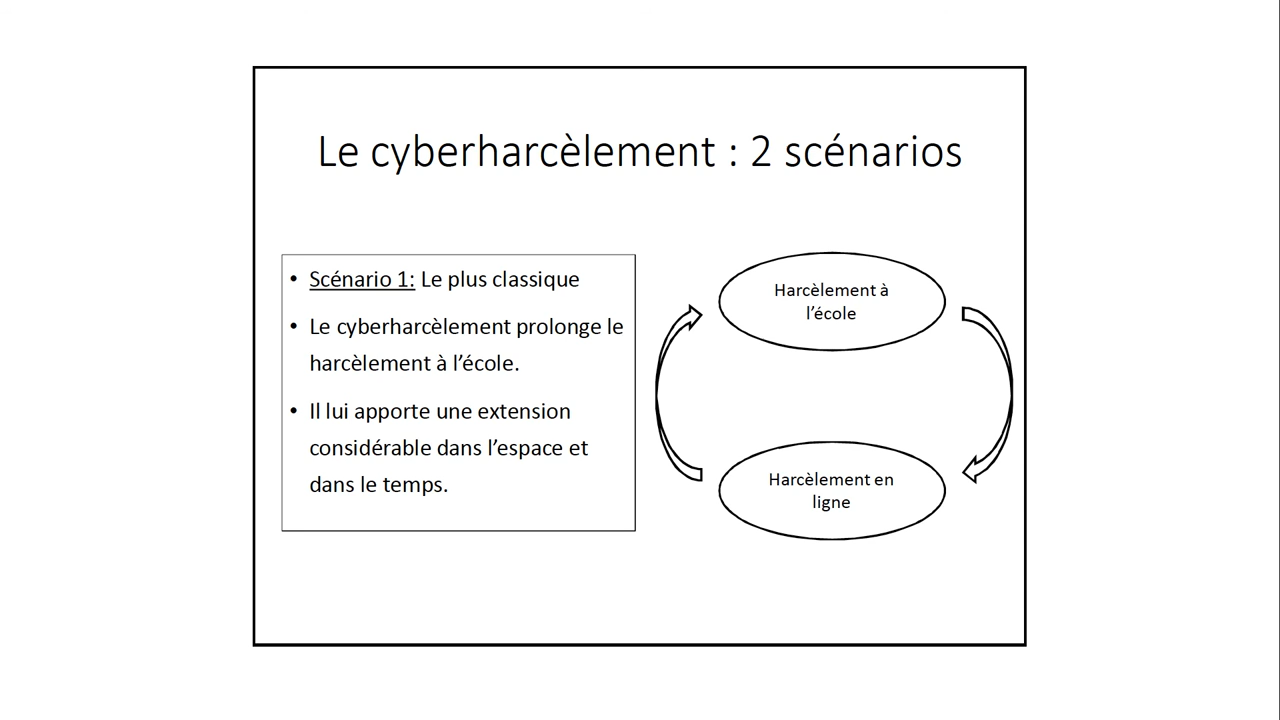 Le cyberharcèlement : 2 scénarios
• Scénario 1: Le plus classique
• Le cyberharcèlement prolonge le
harcèlement à l’école.
• Il lui apporte une extension
considérable dans l’espace et
dans le temps.
Harcèlement à
l’école
Harcèlement en
ligne